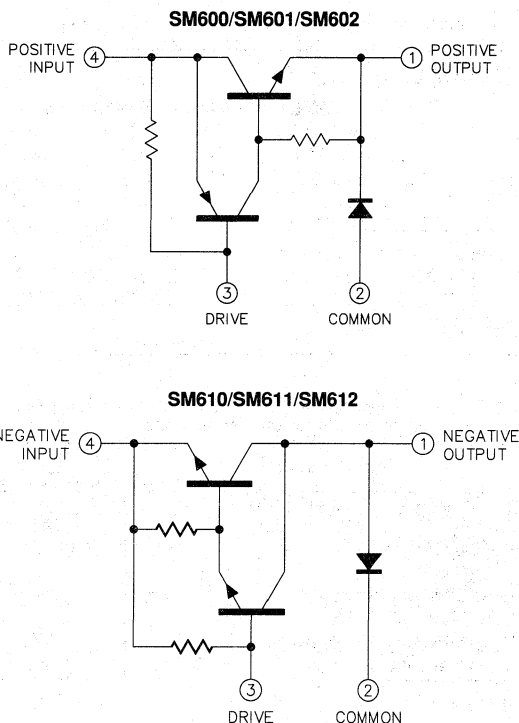 SM600/SM601/SM602
POSITIVE INPUT 4
1 POSITIVE OUTPUT
3
DRIVE
2
COMMON
SM610/SM611/SM612
NEGATIVE INPUT 4
1 NEGATIVE OUTPUT
3
DRIVE
2
COMMON